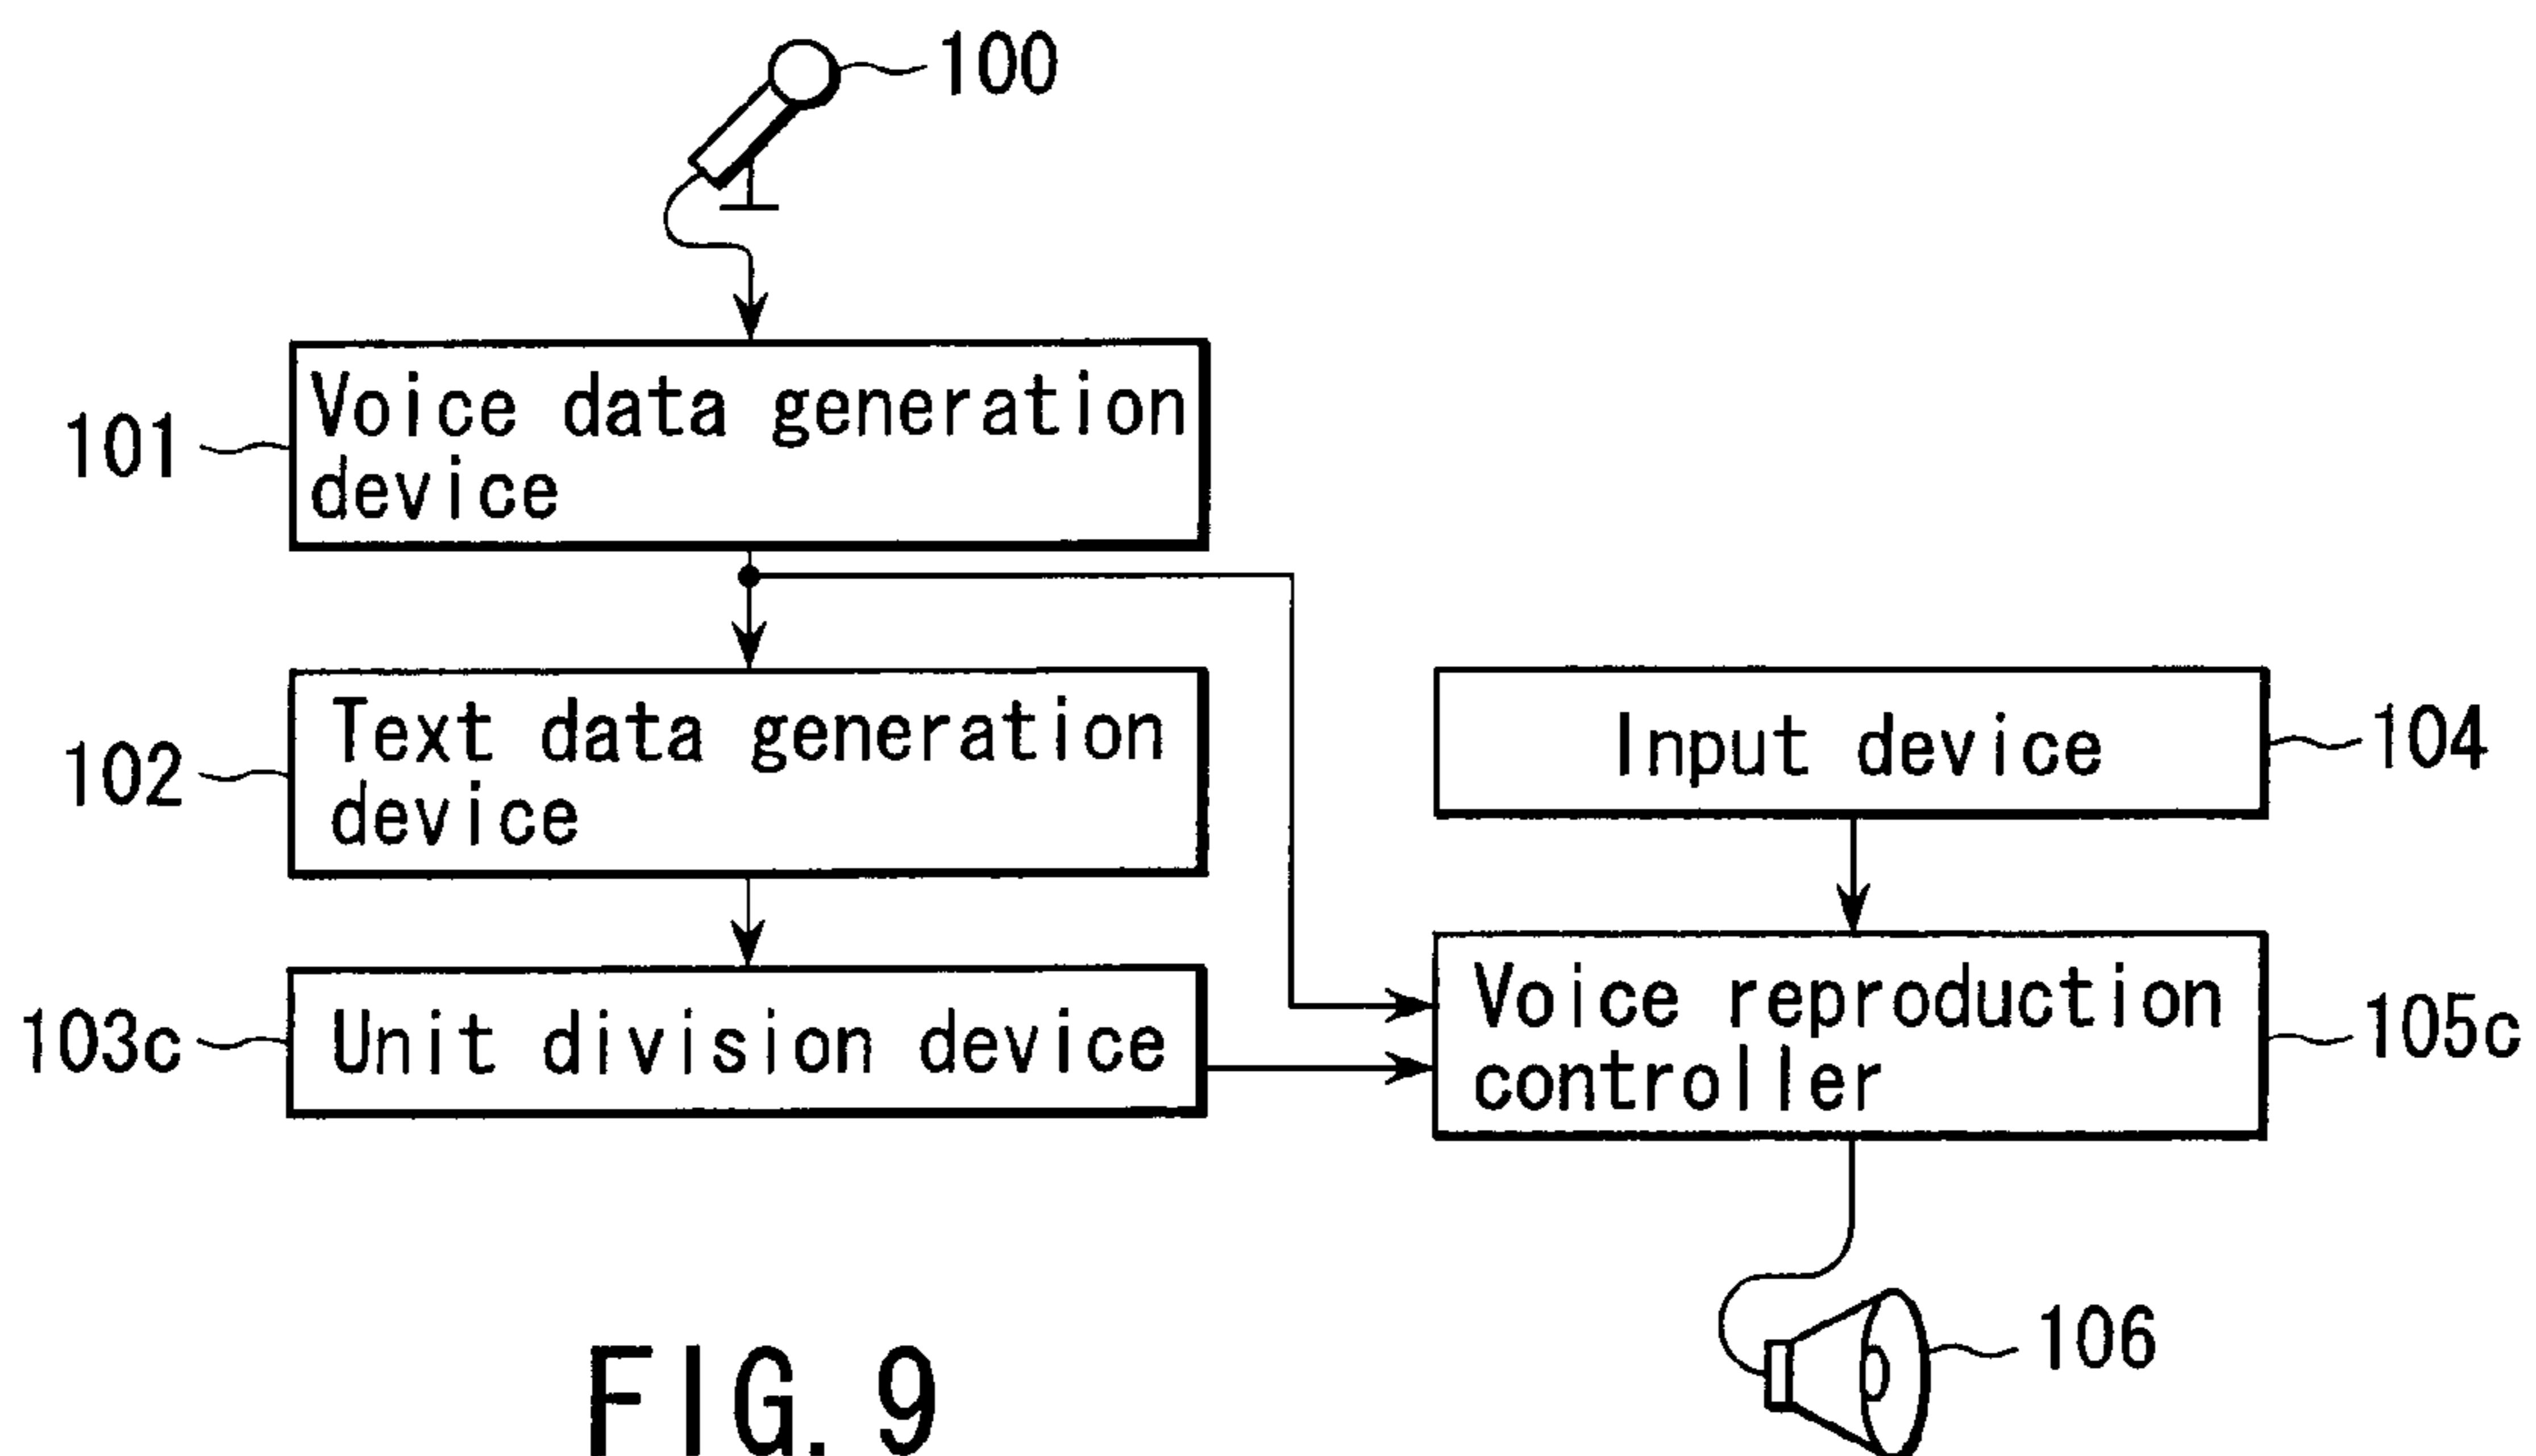 100
101
Voice data generation
device
102
Text data generation
device
Input device
104
103c
Unit division device
Voice reproduction
controller
105c
106
FIG. 9